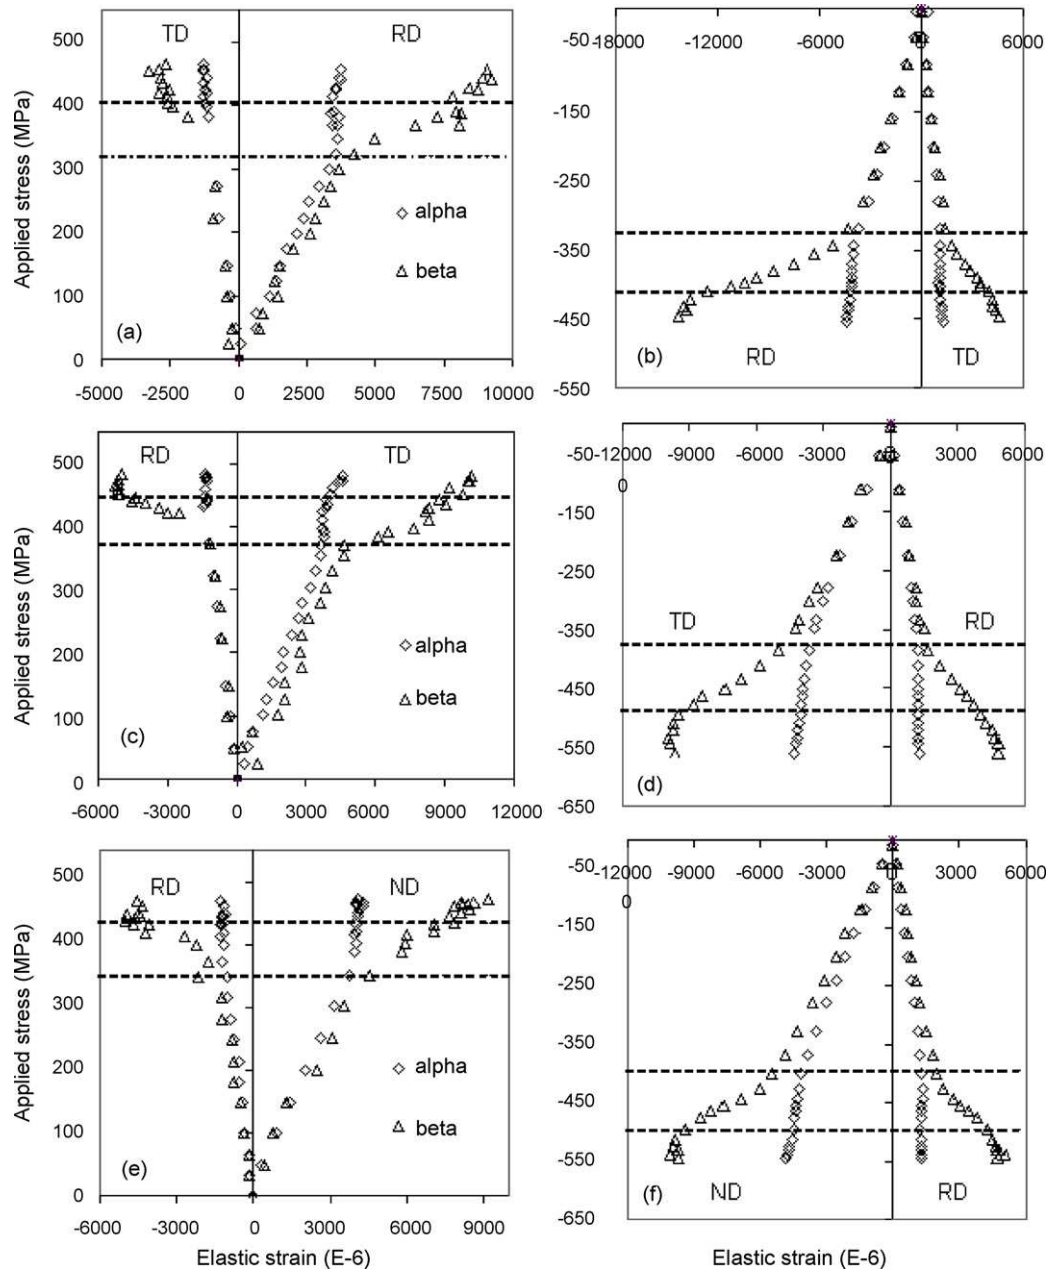 TD RD
500
400
300
200
100
0
Applied stress (MPa)
alpha
beta
(a)
-5000 -2500 0 2500 5000 7500 10000
-18000 -12000 -6000 0 6000
-50
-150
-250
-350
-450
-550
(b)
RD TD
RD TD
500
400
300
200
100
0
Applied stress (MPa)
alpha
beta
(c)
-6000 -3000 0 3000 6000 9000 12000
-12000 -9000 -6000 -3000 0 3000 6000
-50
-150
-250
-350
-450
-550
-650
TD RD
(d)
RD ND
500
400
300
200
100
0
Applied stress (MPa)
alpha
beta
(e)
-6000 -3000 0 3000 6000 9000
Elastic strain (E-6)
-12000 -9000 -6000 -3000 0 3000 6000
-50
-150
-250
-350
-450
-550
-650
ND RD
(f)
Elastic strain (E-6)